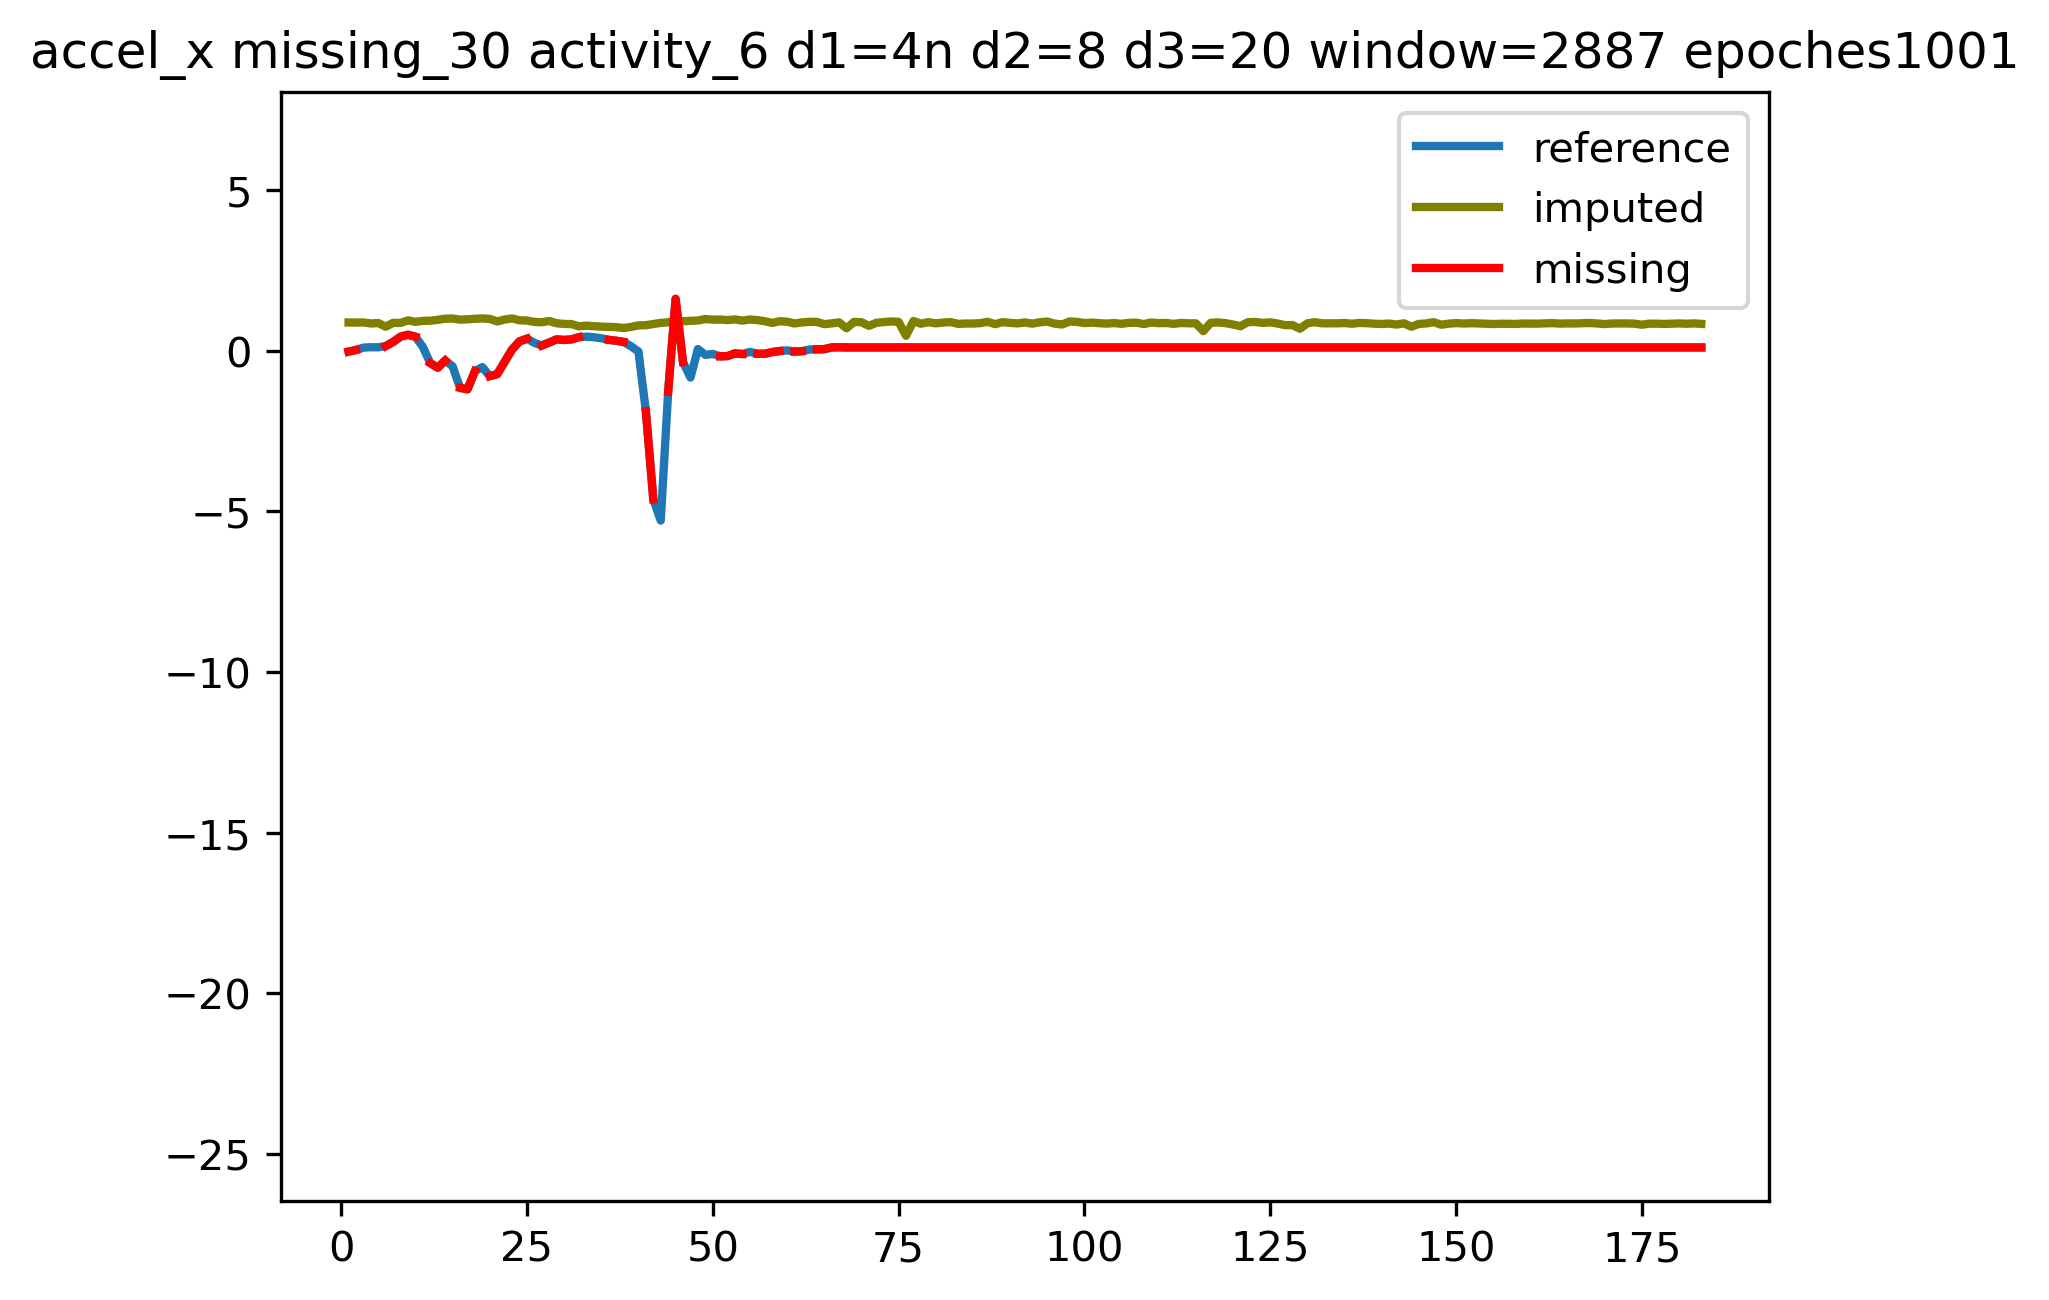 accel_x missing_30 activity_6 d1=4n d2=8 d3=20 window=2887 epoches1001
reference
imputed
missing
5
0
−5
−10
−15
−20
−25
0 25 50 75 100 125 150 175